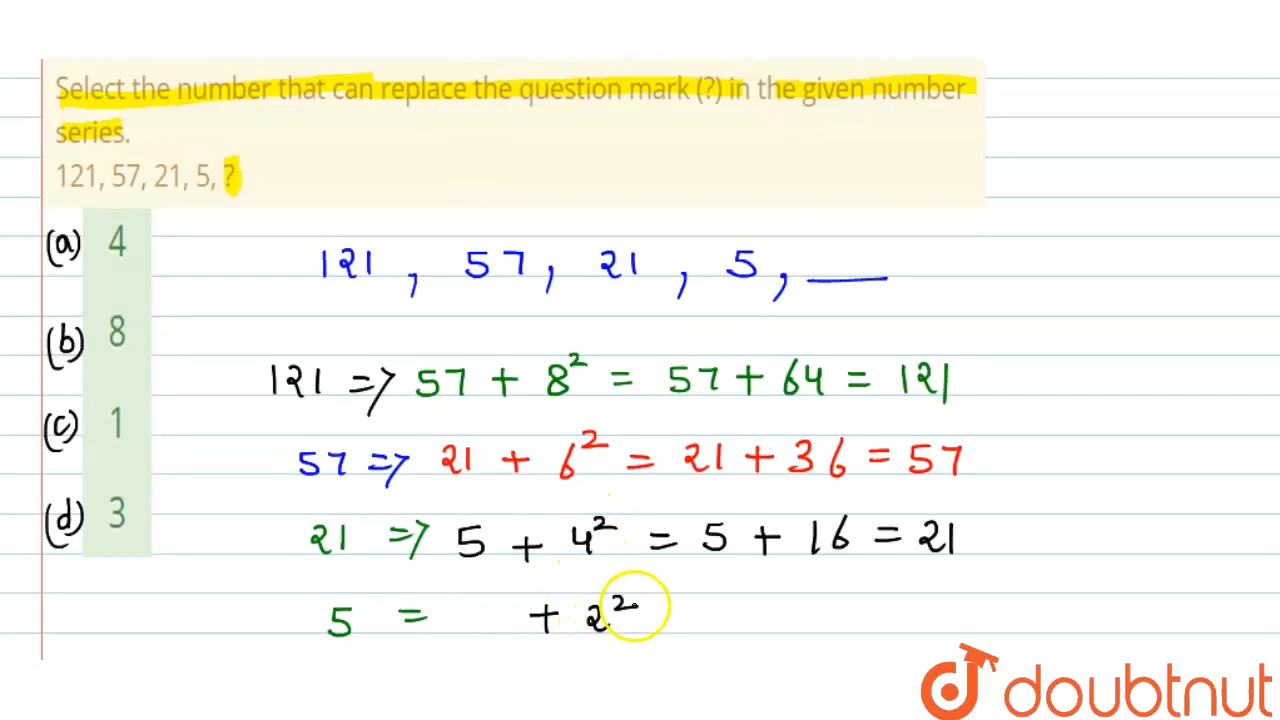 Select the number that can replace the question mark (?) in the given number
series.
121, 57, 21, 5, ?
(a) 4
121 , 57, 21 , 5 , __
(b) 8
121 => 57 + 8² = 57 + 64 = 121
(c) 1
57 => 21 + 6² = 21 + 36 = 57
(d) 3
21 => 5 + 4² = 5 + 16 = 21
5 = + 2²
doubtnut